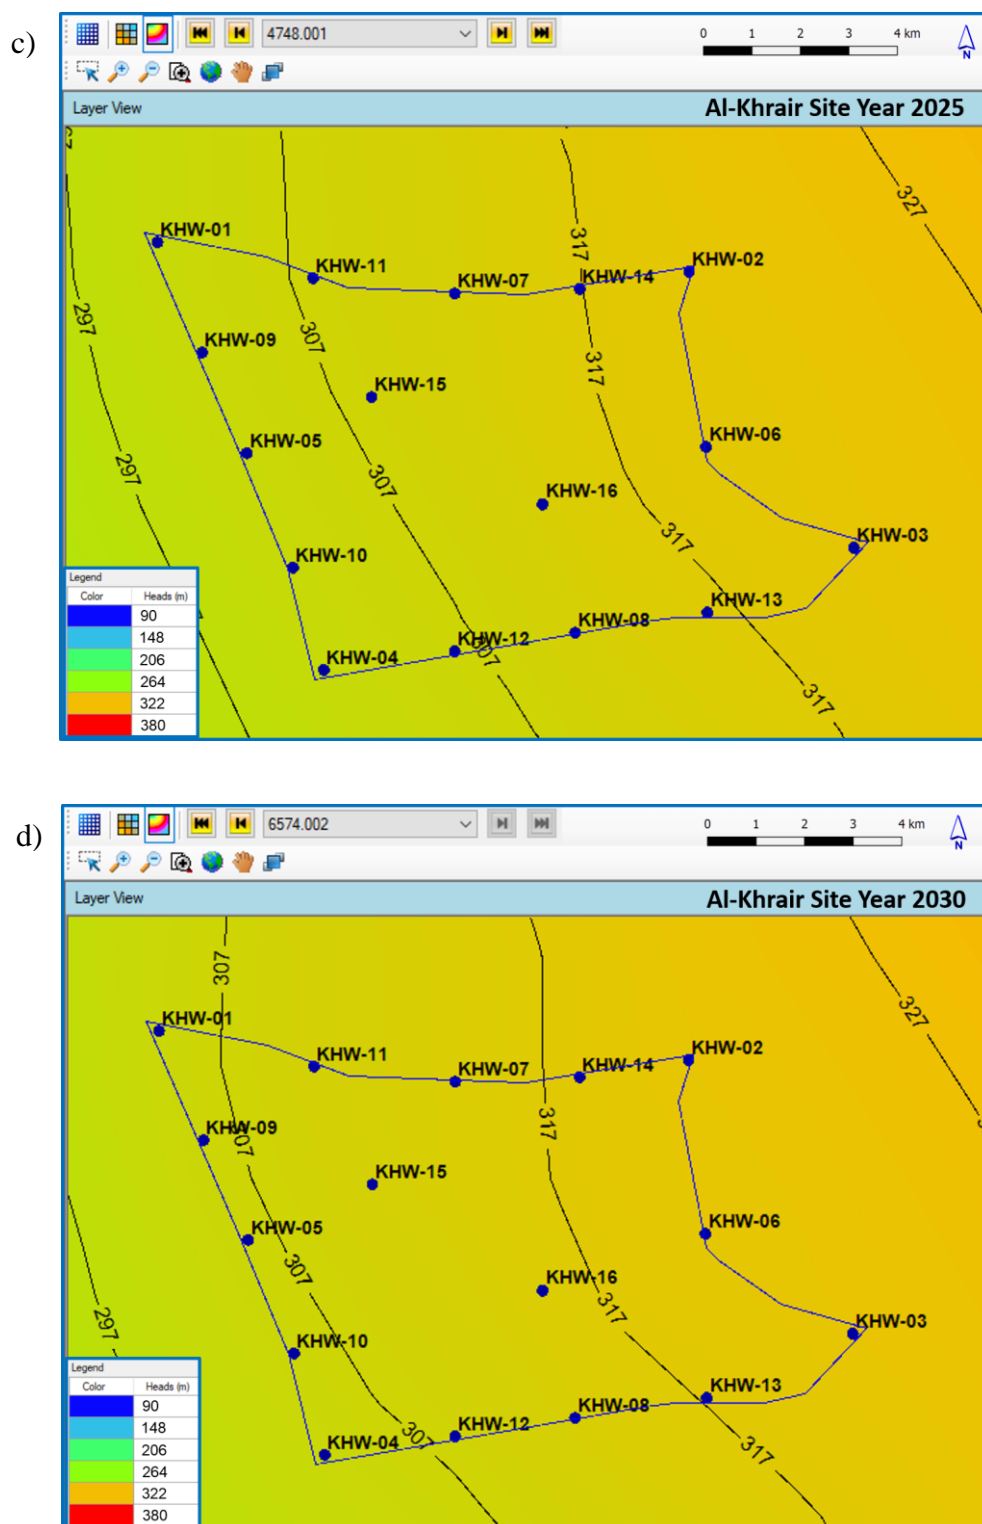 c)
4748.001
0 1 2 3 4 km
N
Layer View
Al-Khrair Site Year 2025
327
KHW-01
317
KHW-02
KHW-11
KHW-07
KHW-14
297
307
KHW-09
317
KHW-15
KHW-06
KHW-05
297
307
KHW-16
317
KHW-03
KHW-10
KHW-13
KHW-08
KHW-12
307
KHW-04
317
Legend
Color Heads (m)
90
148
206
264
322
380
d)
6574.002
0 1 2 3 4 km
N
Layer View
Al-Khrair Site Year 2030
307
327
KHW-01
KHW-02
KHW-11
KHW-07
KHW-14
KHW-09
317
KHW-15
KHW-06
KHW-05
307
KHW-16
317
297
KHW-03
KHW-10
KHW-13
KHW-08
KHW-12
307
KHW-04
317
Legend
Color Heads (m)
90
148
206
264
322
380